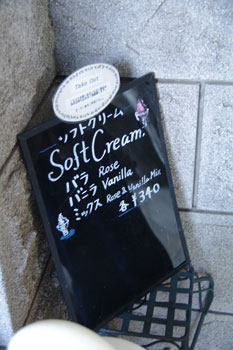 Take Out
ソフトクリーム
Soft Cream
バラ Rose
バニラ Vanilla
ミックス Rose & Vanilla Mix
各 ¥340